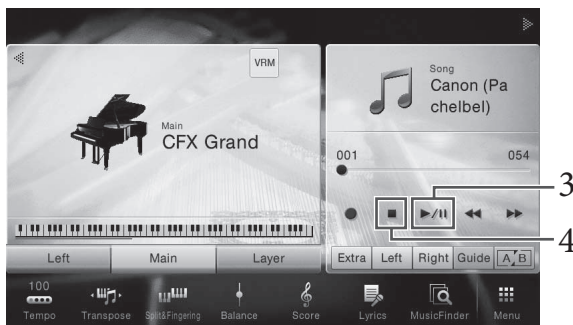 VRM
Main
CFX Grand
Left
Main
Layer
Song
Canon (Pa
chelbel)
001 054
3
4
Extra Left Right Guide A B
100
Tempo Transpose Split&Fingering Balance Score Lyrics MusicFinder Menu